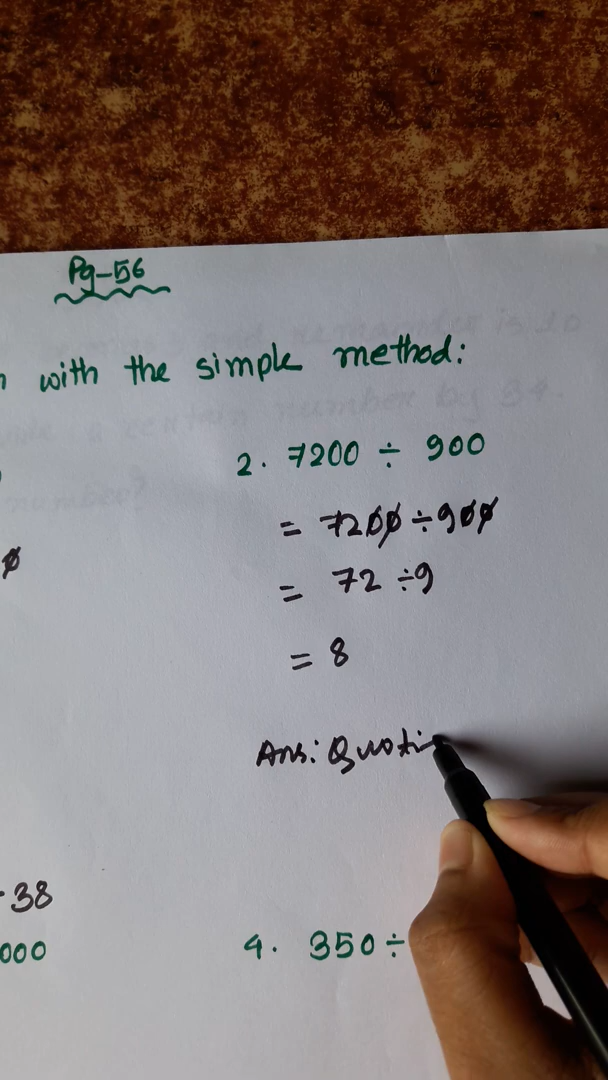 Pg-56
with the simple method:
2. 7200 ÷ 900
= 7200 ÷ 900
= 72 ÷ 9
= 8
Ans: Quoti
38
000
4. 350 ÷